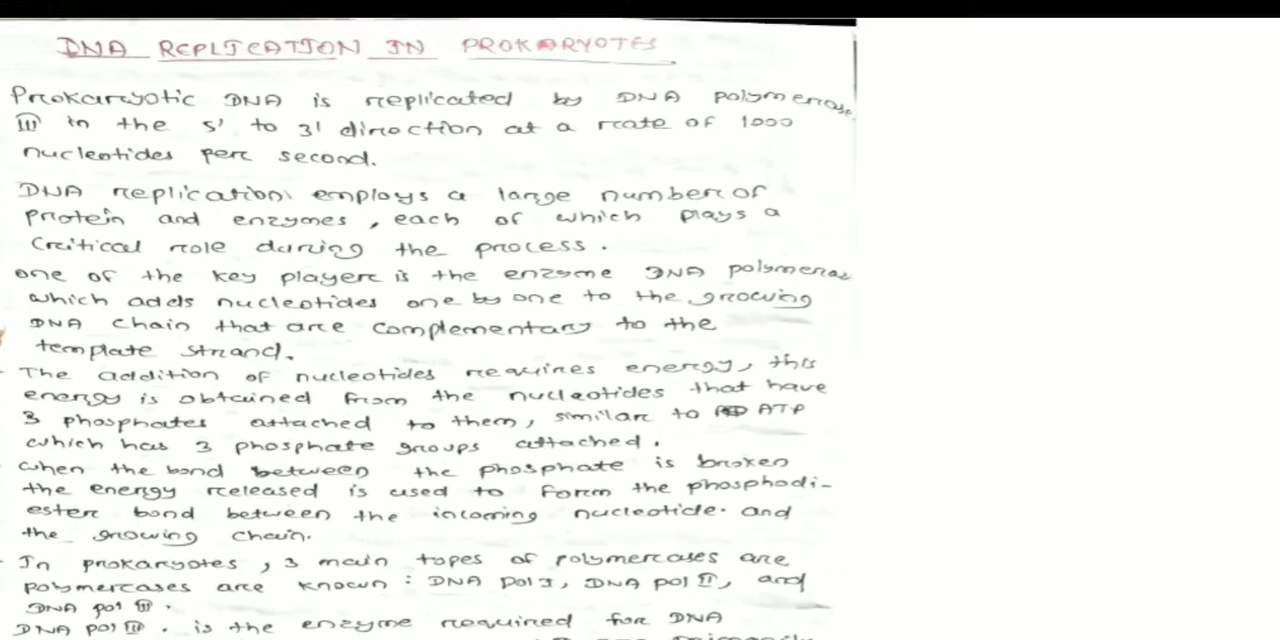 DNA REPLICATION IN PROKARYOTES
Prokaryotic DNA is replicated by DNA polymerase
III in the 5' to 3' direction at a rate of 1000
nucleotides per second.
DNA replication employs a large number of
protein and enzymes, each of which plays a
critical role during the process.
one of the key player is the enzyme DNA polymeras
which adds nucleotides one by one to the growing
DNA chain that are complementary to the
template strand.
- The addition of nucleotides requires energy, this
energy is obtained from the nucleotides that have
3 phosphates attached to them, similar to ATP
which has 3 phosphate groups attached.
- when the bond between the phosphate is broken
the energy released is used to form the phosphodi-
ester bond between the incoming nucleotide. and
the growing chain.
- In prokaryotes, 3 main types of polymerases are
polymerases are known : DNA pol I, DNA pol II, and
DNA pol III.
DNA pol III. is the enzyme required for DNA